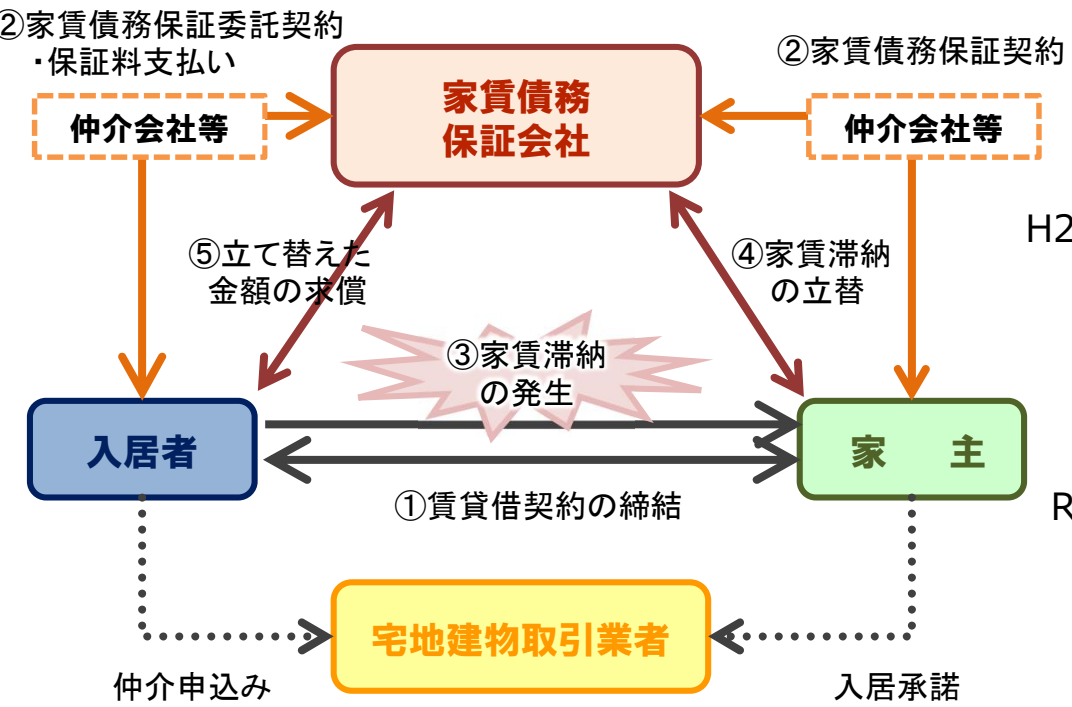 ②家賃債務保証委託契約
・保証料支払い
②家賃債務保証契約
家賃債務
保証会社
仲介会社等
仲介会社等
H2
⑤立て替えた
金額の求償
④家賃滞納
の立替
③家賃滞納
の発生
入居者
家　主
①賃貸借契約の締結
R
宅地建物取引業者
仲介申込み
入居承諾